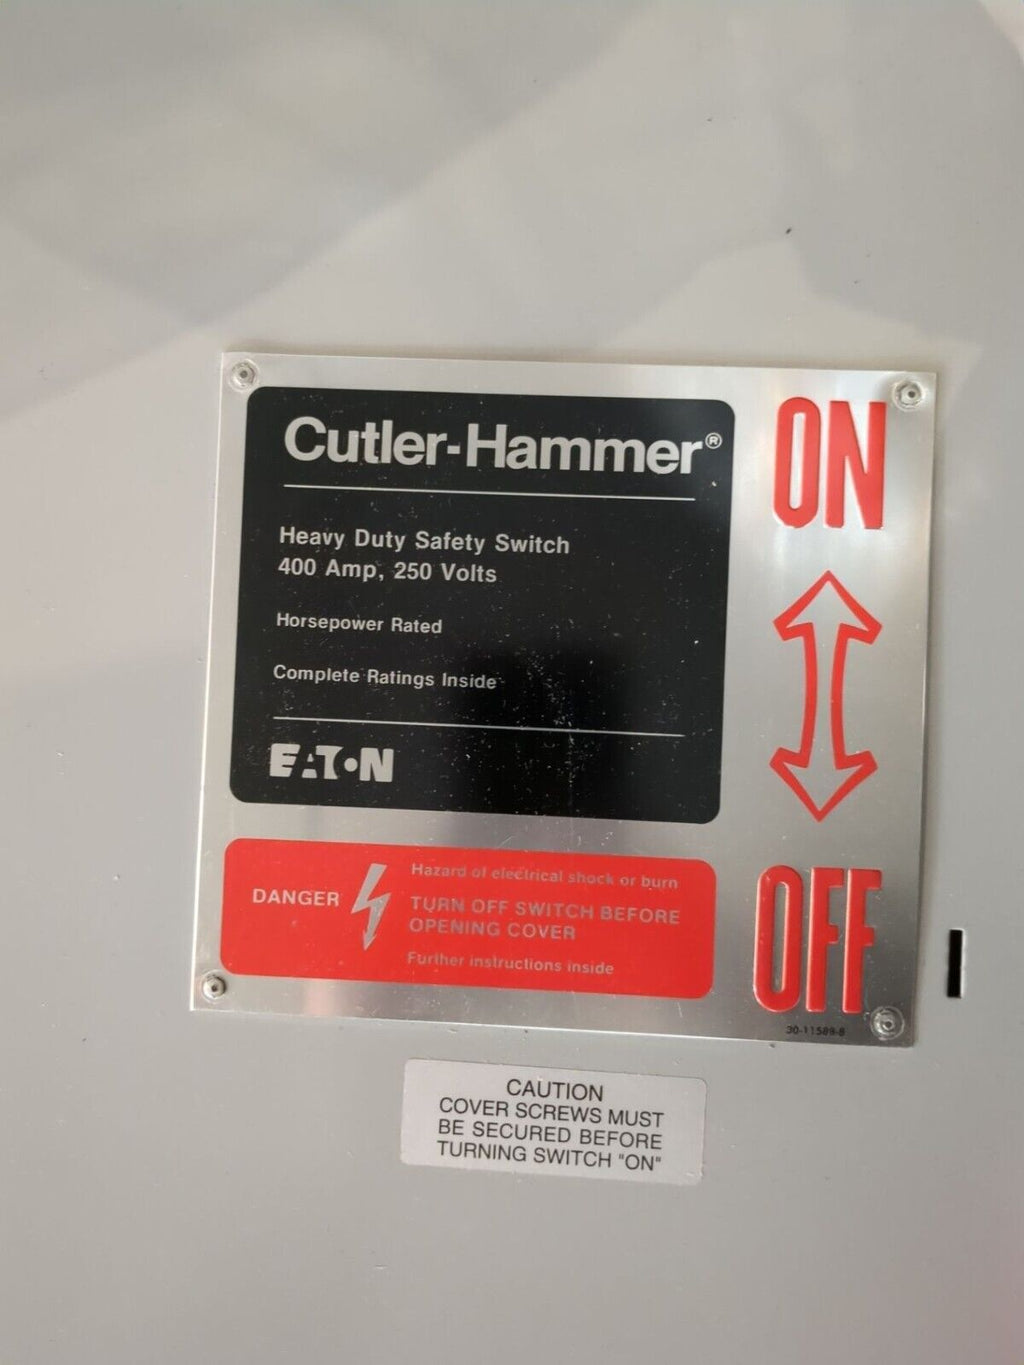 Cutler-Hammer®
Heavy Duty Safety Switch
400 Amp, 250 Volts
Horsepower Rated
Complete Ratings Inside
EATON
ON
OFF
DANGER
Hazard of electrical shock or burn
TURN OFF SWITCH BEFORE
OPENING COVER
Further instructions inside
30-11589-8
CAUTION
COVER SCREWS MUST
BE SECURED BEFORE
TURNING SWITCH "ON"